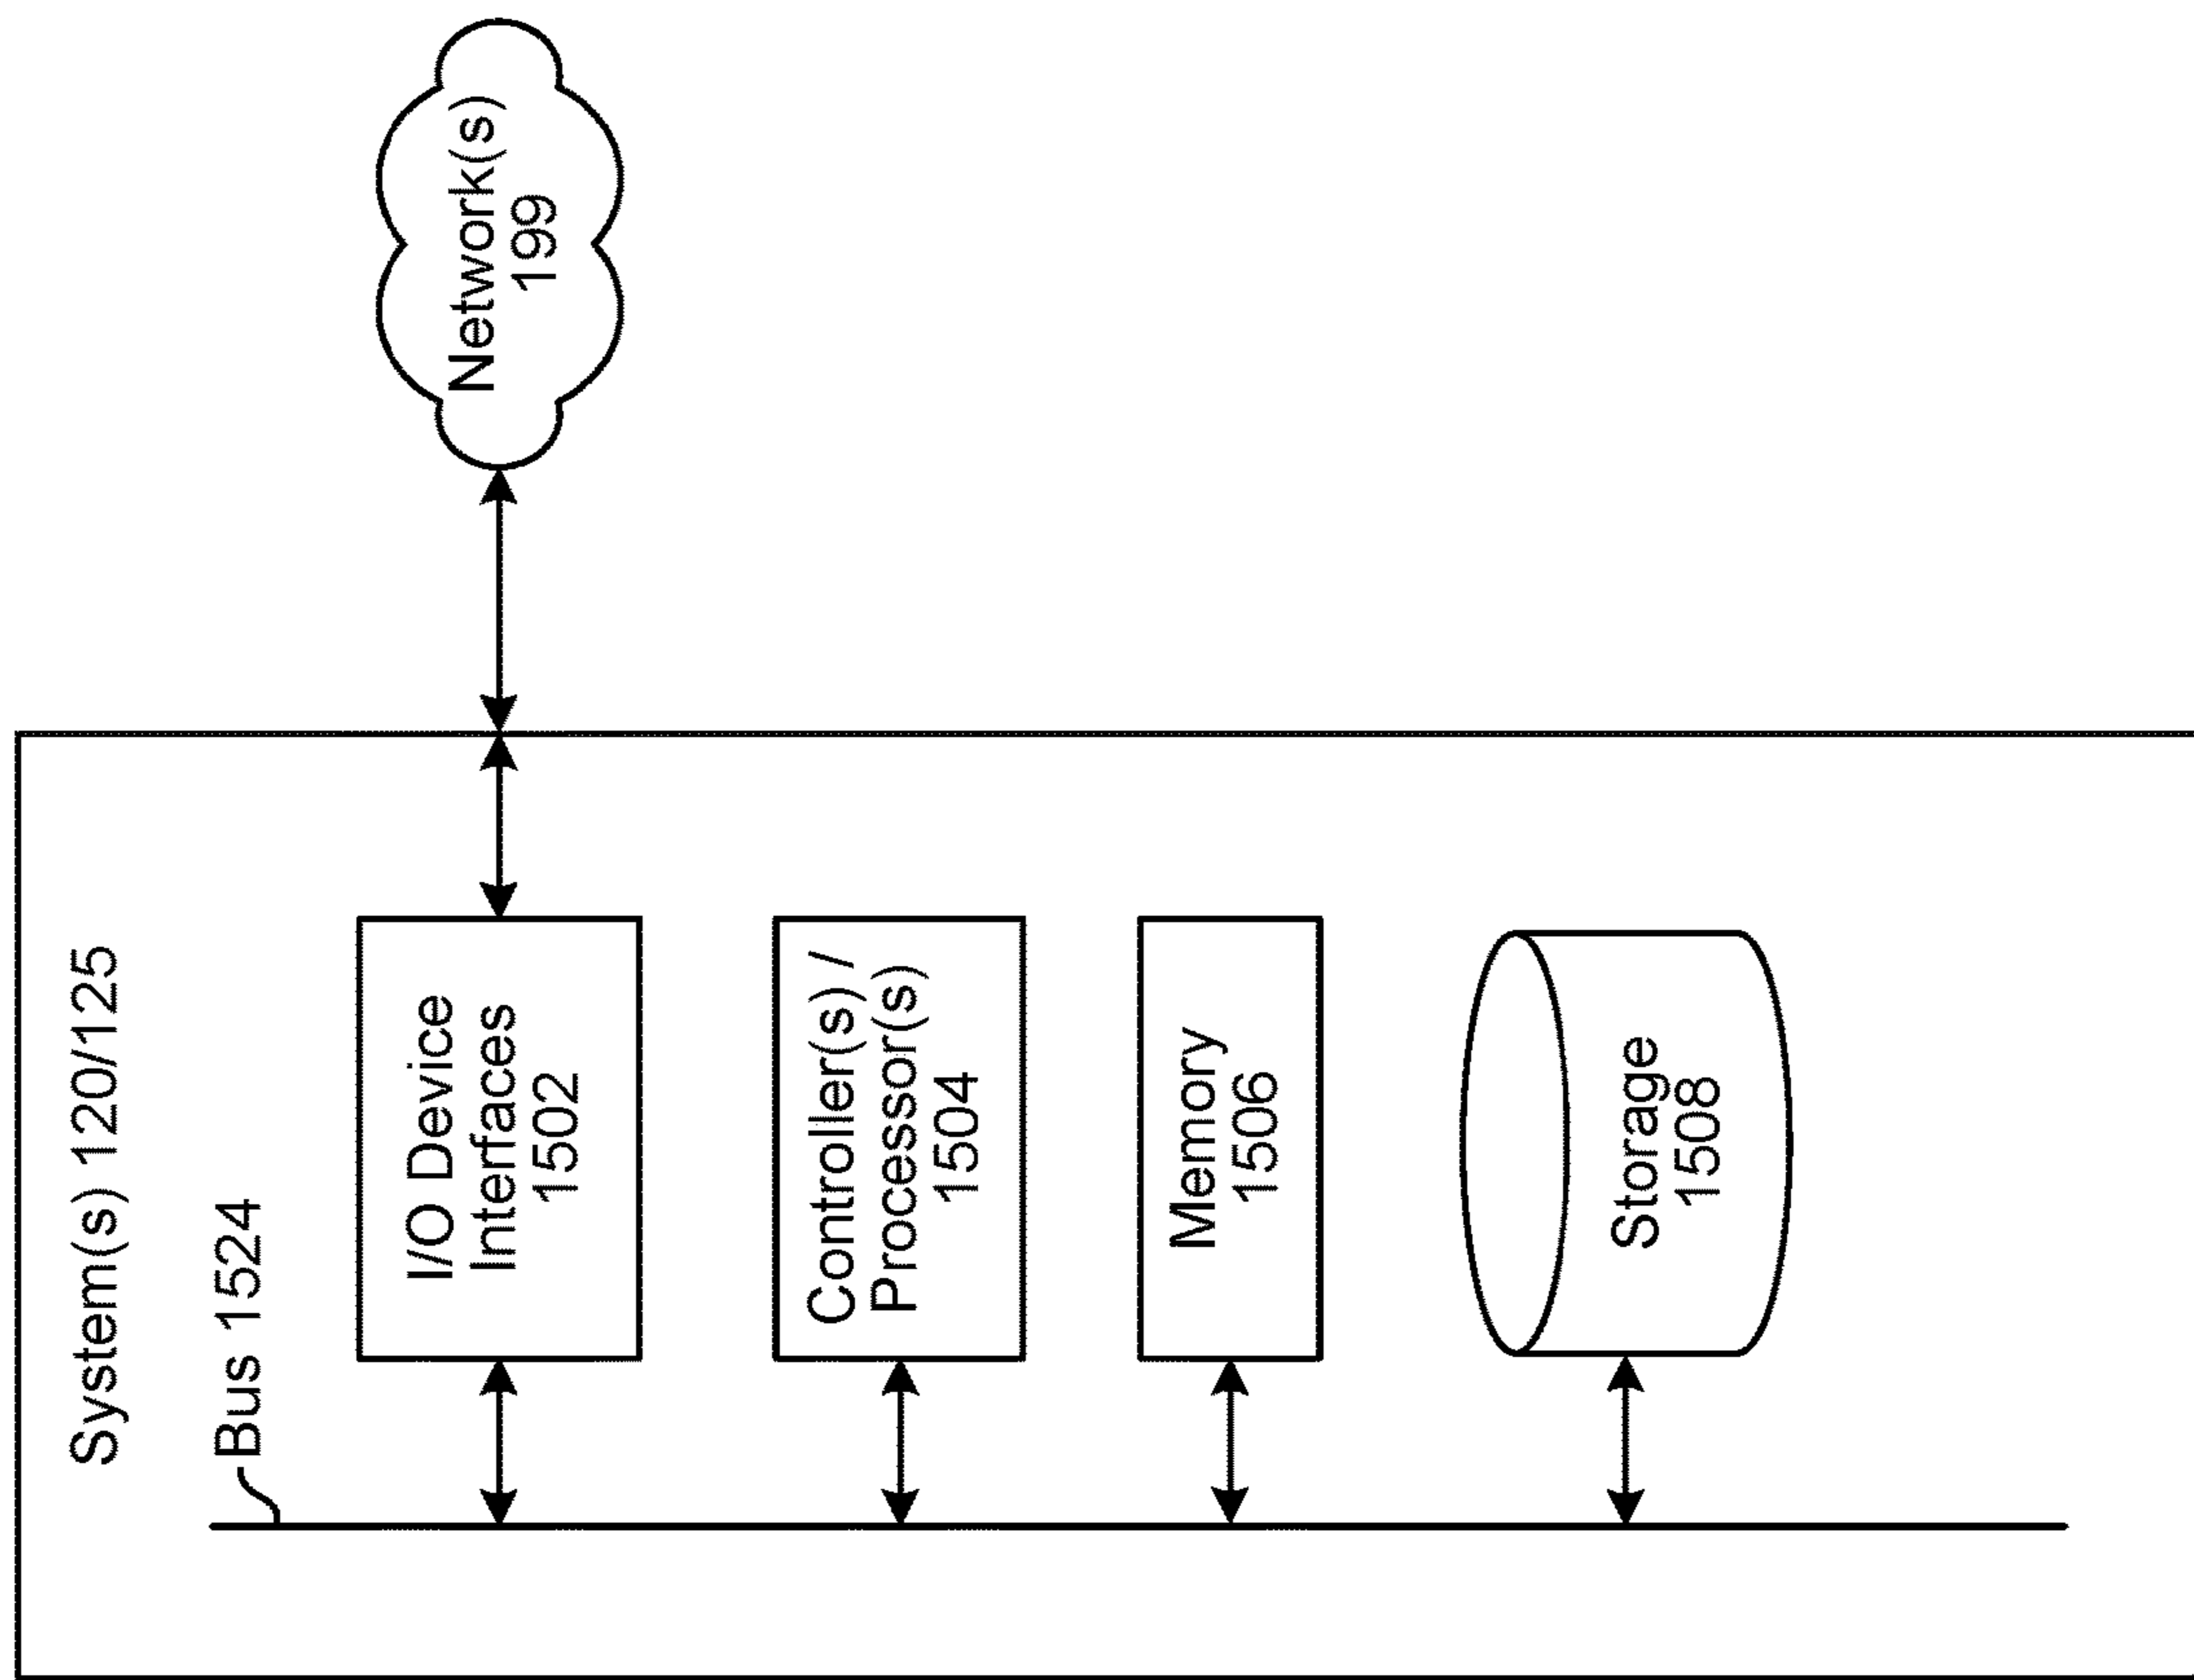 System(s) 120/125
Bus 1524
I/O Device
Interfaces
1502
Controller(s) /
Processor(s)
1504
Memory
1506
Storage
1508
Network(s)
199